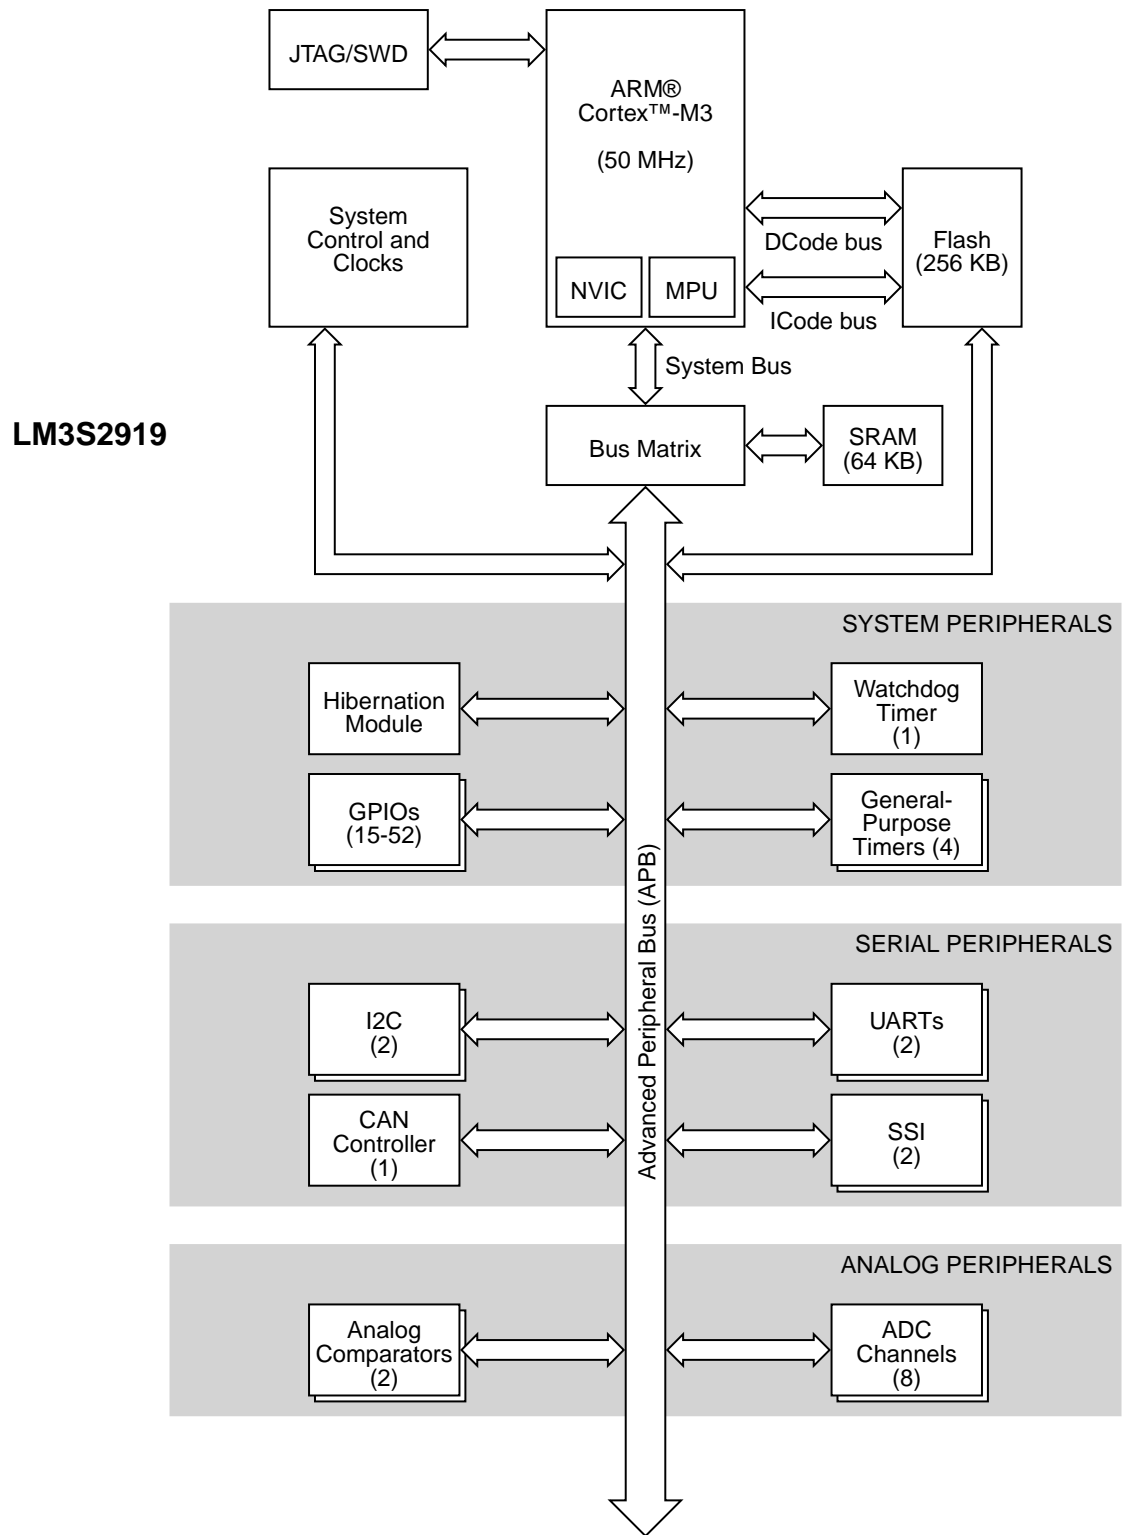 JTAG/SWD
ARM®
Cortex™-M3
(50 MHz)
NVIC
MPU
System
Control and
Clocks
DCode bus
ICode bus
Flash
(256 KB)
System Bus
LM3S2919
Bus Matrix
SRAM
(64 KB)
SYSTEM PERIPHERALS
Hibernation
Module
Watchdog
Timer
(1)
GPIOs
(15-52)
General-
Purpose
Timers (4)
Advanced Peripheral Bus (APB)
SERIAL PERIPHERALS
I2C
(2)
UARTs
(2)
CAN
Controller
(1)
SSI
(2)
ANALOG PERIPHERALS
Analog
Comparators
(2)
ADC
Channels
(8)